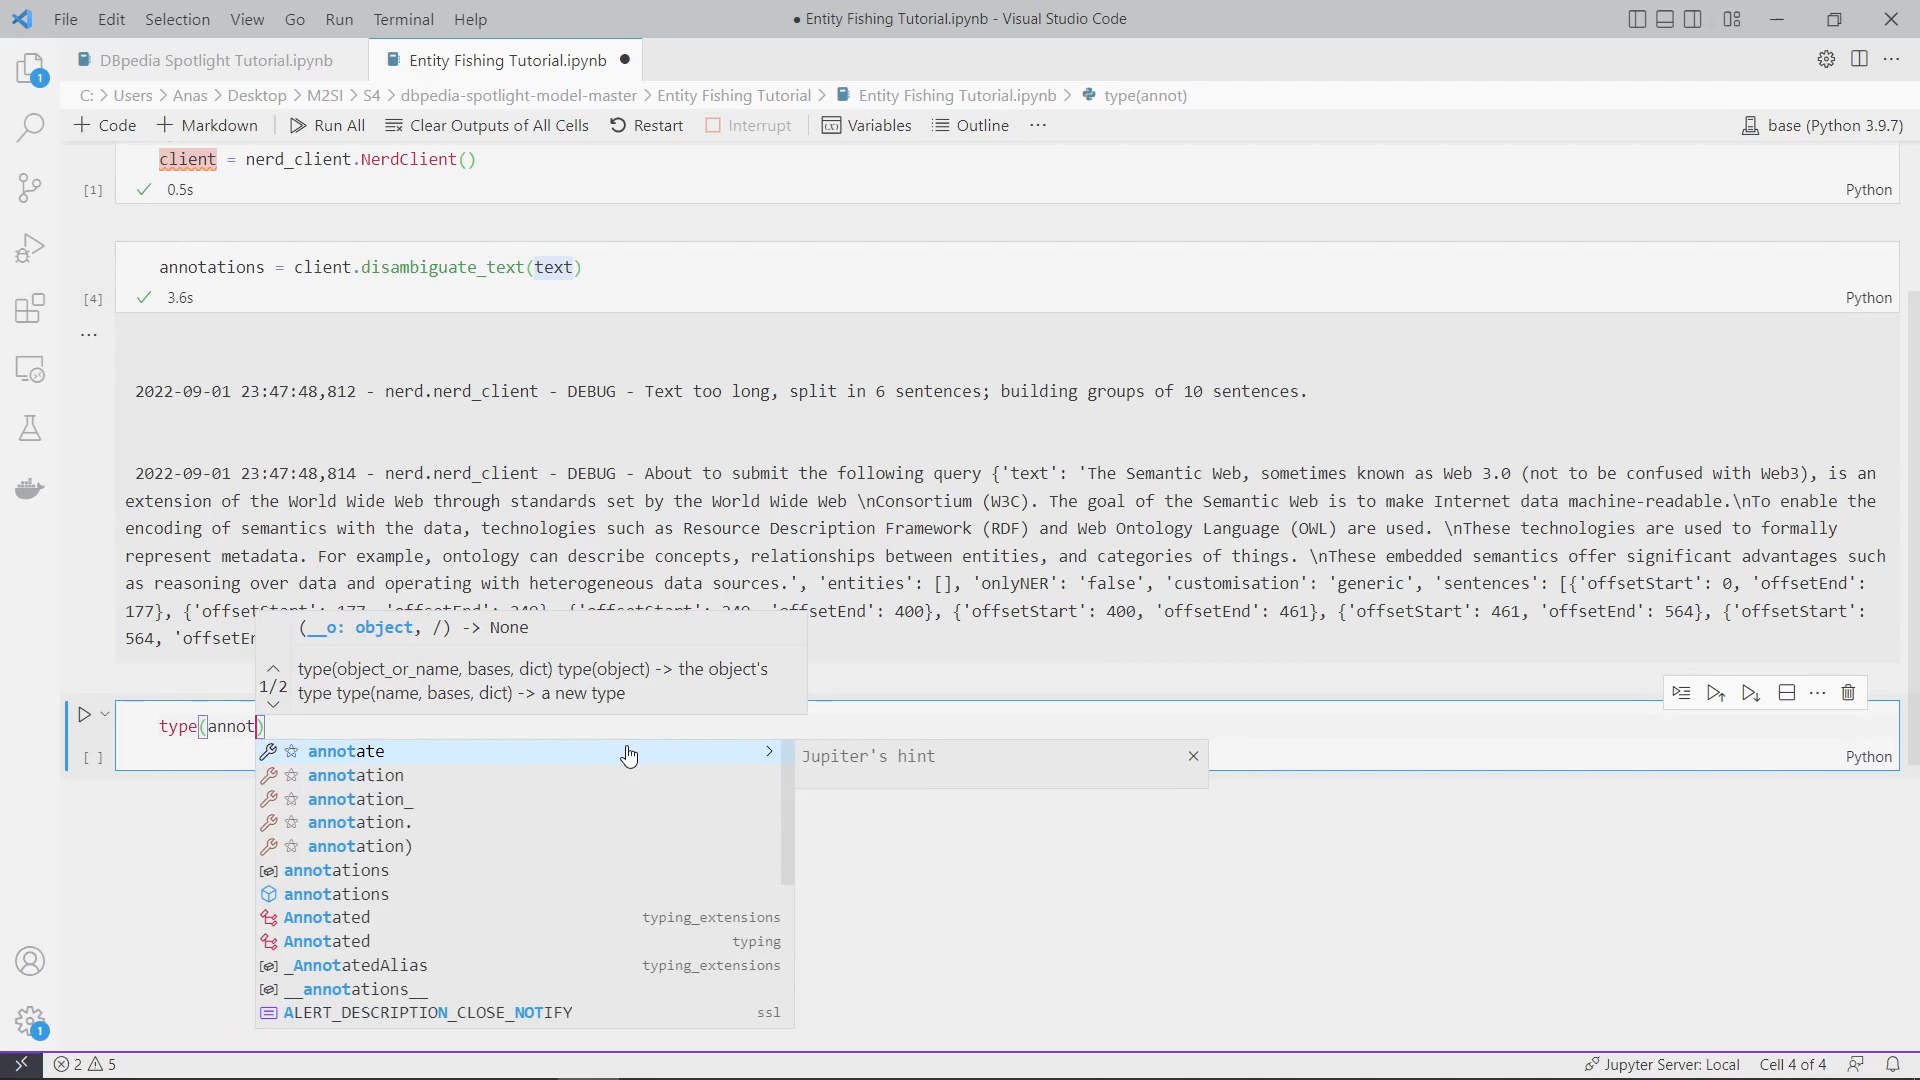 File Edit Selection View Go Run Terminal Help
● Entity Fishing Tutorial.ipynb - Visual Studio Code
DBpedia Spotlight Tutorial.ipynb
Entity Fishing Tutorial.ipynb ●
C: > Users > Anas > Desktop > M2SI > S4 > dbpedia-spotlight-model-master > Entity Fishing Tutorial > Entity Fishing Tutorial.ipynb > type(annot)
+ Code + Markdown Run All Clear Outputs of All Cells Restart Interrupt Variables Outline ··· base (Python 3.9.7)
client = nerd_client.NerdClient()
[1] ✓ 0.5s Python
annotations = client.disambiguate_text(text)
[4] ✓ 3.6s Python
...
2022-09-01 23:47:48,812 - nerd.nerd_client - DEBUG - Text too long, split in 6 sentences; building groups of 10 sentences.
2022-09-01 23:47:48,814 - nerd.nerd_client - DEBUG - About to submit the following query {'text': 'The Semantic Web, sometimes known as Web 3.0 (not to be confused with Web3), is an
extension of the World Wide Web through standards set by the World Wide Web \nConsortium (W3C). The goal of the Semantic Web is to make Internet data machine-readable.\nTo enable the
encoding of semantics with the data, technologies such as Resource Description Framework (RDF) and Web Ontology Language (OWL) are used. \nThese technologies are used to formally
represent metadata. For example, ontology can describe concepts, relationships between entities, and categories of things. \nThese embedded semantics offer significant advantages such
as reasoning over data and operating with heterogeneous data sources.', 'entities': [], 'onlyNER': 'false', 'customisation': 'generic', 'sentences': [{'offsetStart': 0, 'offsetEnd':
177}, {'offsetStart': 177, 'offsetEnd': 249}, {'offsetStart': 249, 'offsetEnd': 400}, {'offsetStart': 400, 'offsetEnd': 461}, {'offsetStart': 461, 'offsetEnd': 564}, {'offsetStart':
564, 'offsetEn
(__o: object, /) -> None
1/2
type(object_or_name, bases, dict) type(object) -> the object's
type type(name, bases, dict) -> a new type
type(annot)
[ ] Python
annotate
Jupiter's hint
annotation
annotation_
annotation.
annotation)
annotations
annotations
Annotated typing_extensions
Annotated typing
_AnnotatedAlias typing_extensions
__annotations__
ALERT_DESCRIPTION_CLOSE_NOTIFY ssl
1
1
2 5 Jupyter Server: Local Cell 4 of 4